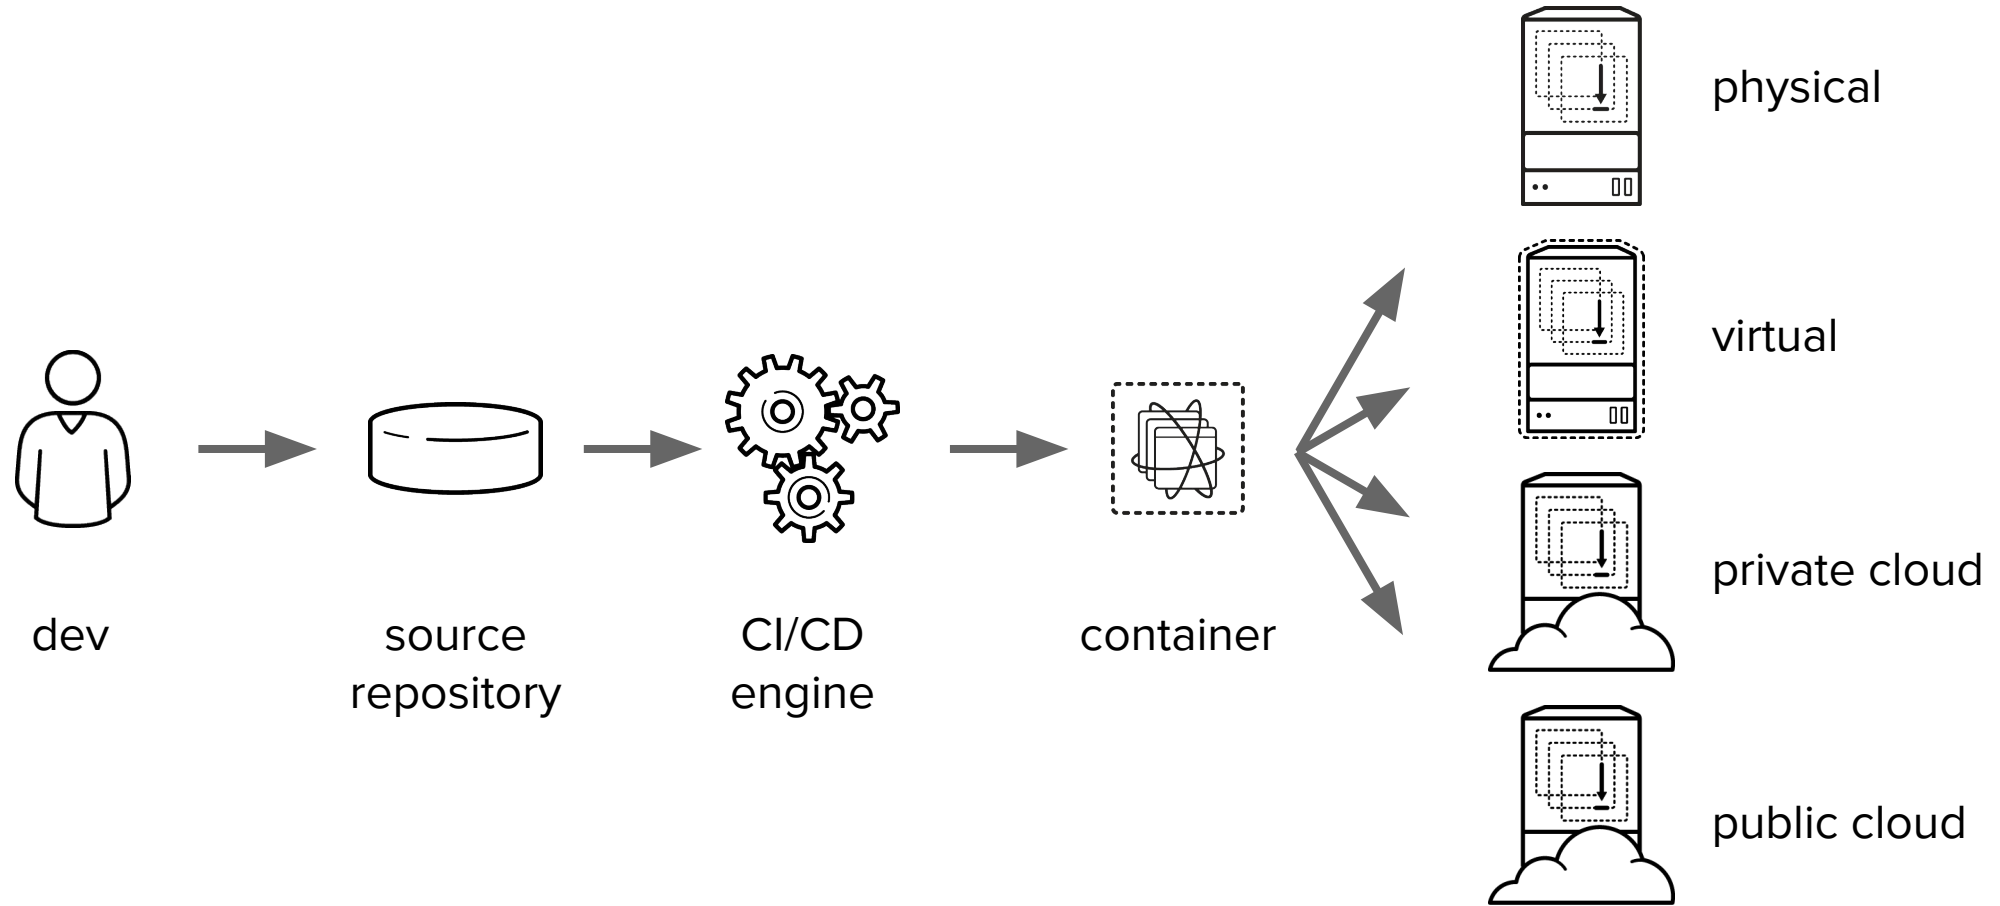 physical
virtual
private cloud
public cloud
dev
source
repository
CI/CD
engine
container